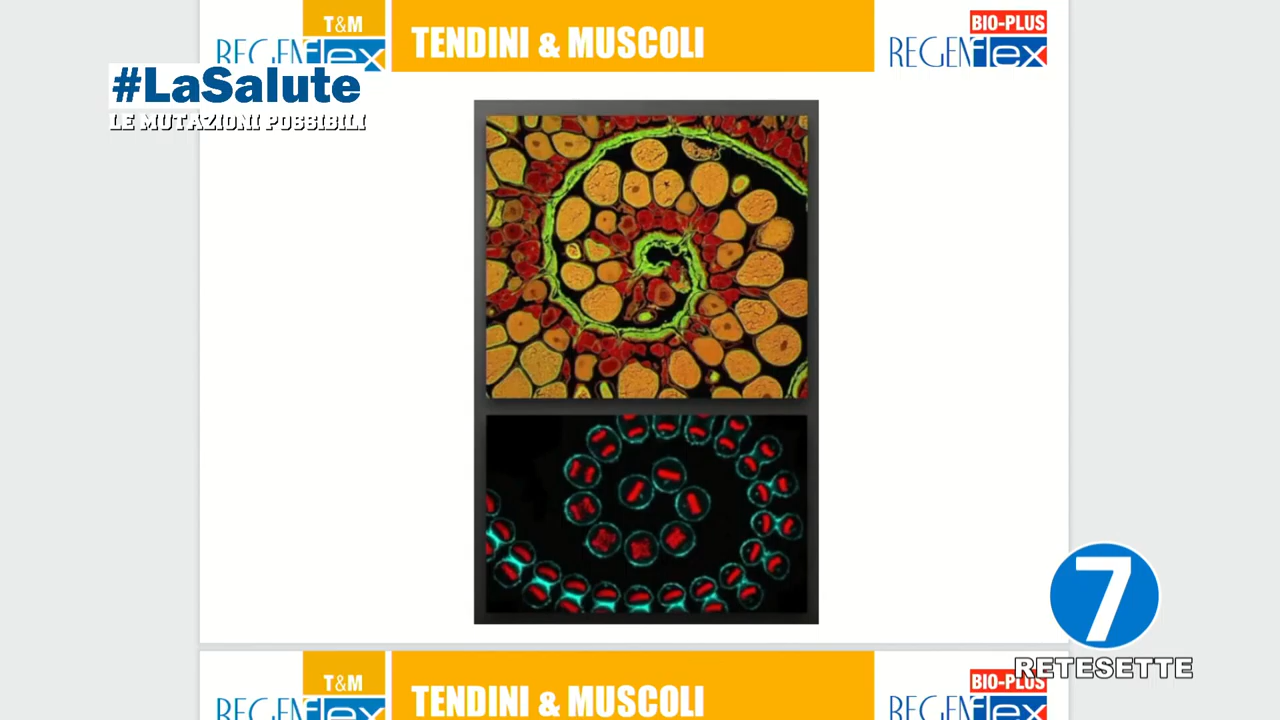 T&M
REGENflex
TENDINI & MUSCOLI
BIO-PLUS
REGENflex
#LaSalute
LE MUTAZIONI POSSIBILI
7
RETESETTE
T&M
REGENflex
TENDINI & MUSCOLI
BIO-PLUS
REGENflex